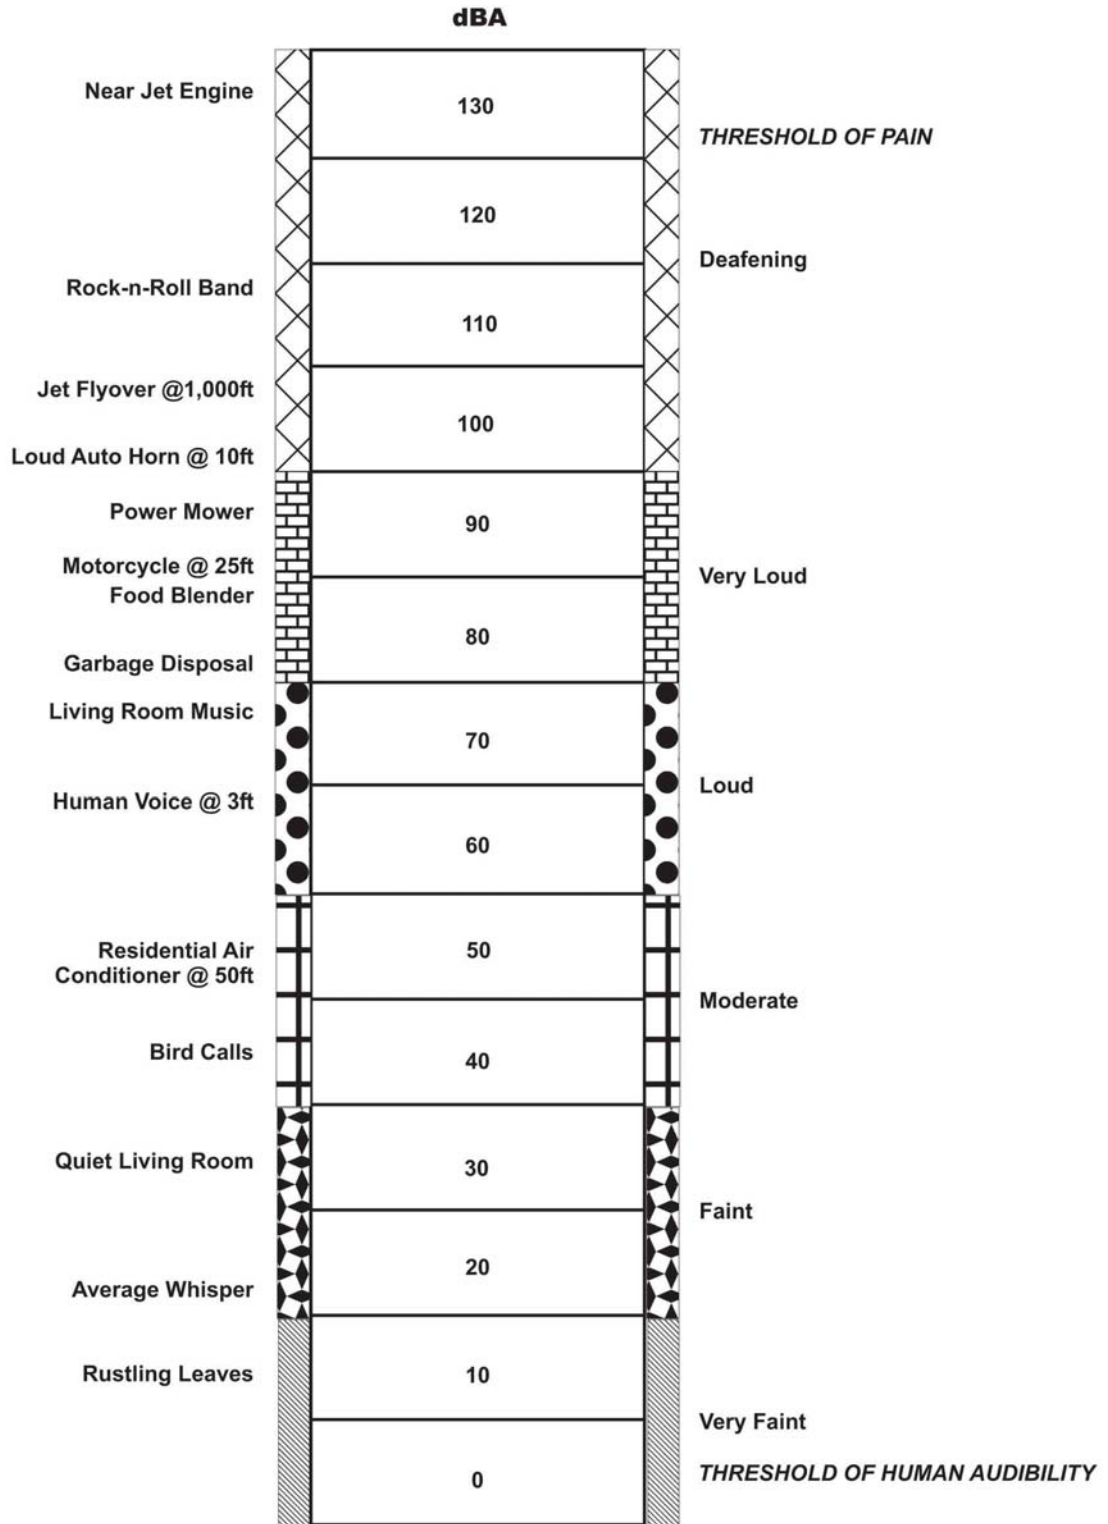 dBA
Near Jet Engine
130
THRESHOLD OF PAIN
120
Deafening
Rock-n-Roll Band
110
Jet Flyover @1,000ft
100
Loud Auto Horn @ 10ft
Power Mower
90
Motorcycle @ 25ft
Very Loud
Food Blender
80
Garbage Disposal
Living Room Music
70
Loud
Human Voice @ 3ft
60
50
Residential Air
Conditioner @ 50ft
Moderate
Bird Calls
40
Quiet Living Room
30
Faint
20
Average Whisper
Rustling Leaves
10
Very Faint
THRESHOLD OF HUMAN AUDIBILITY
0